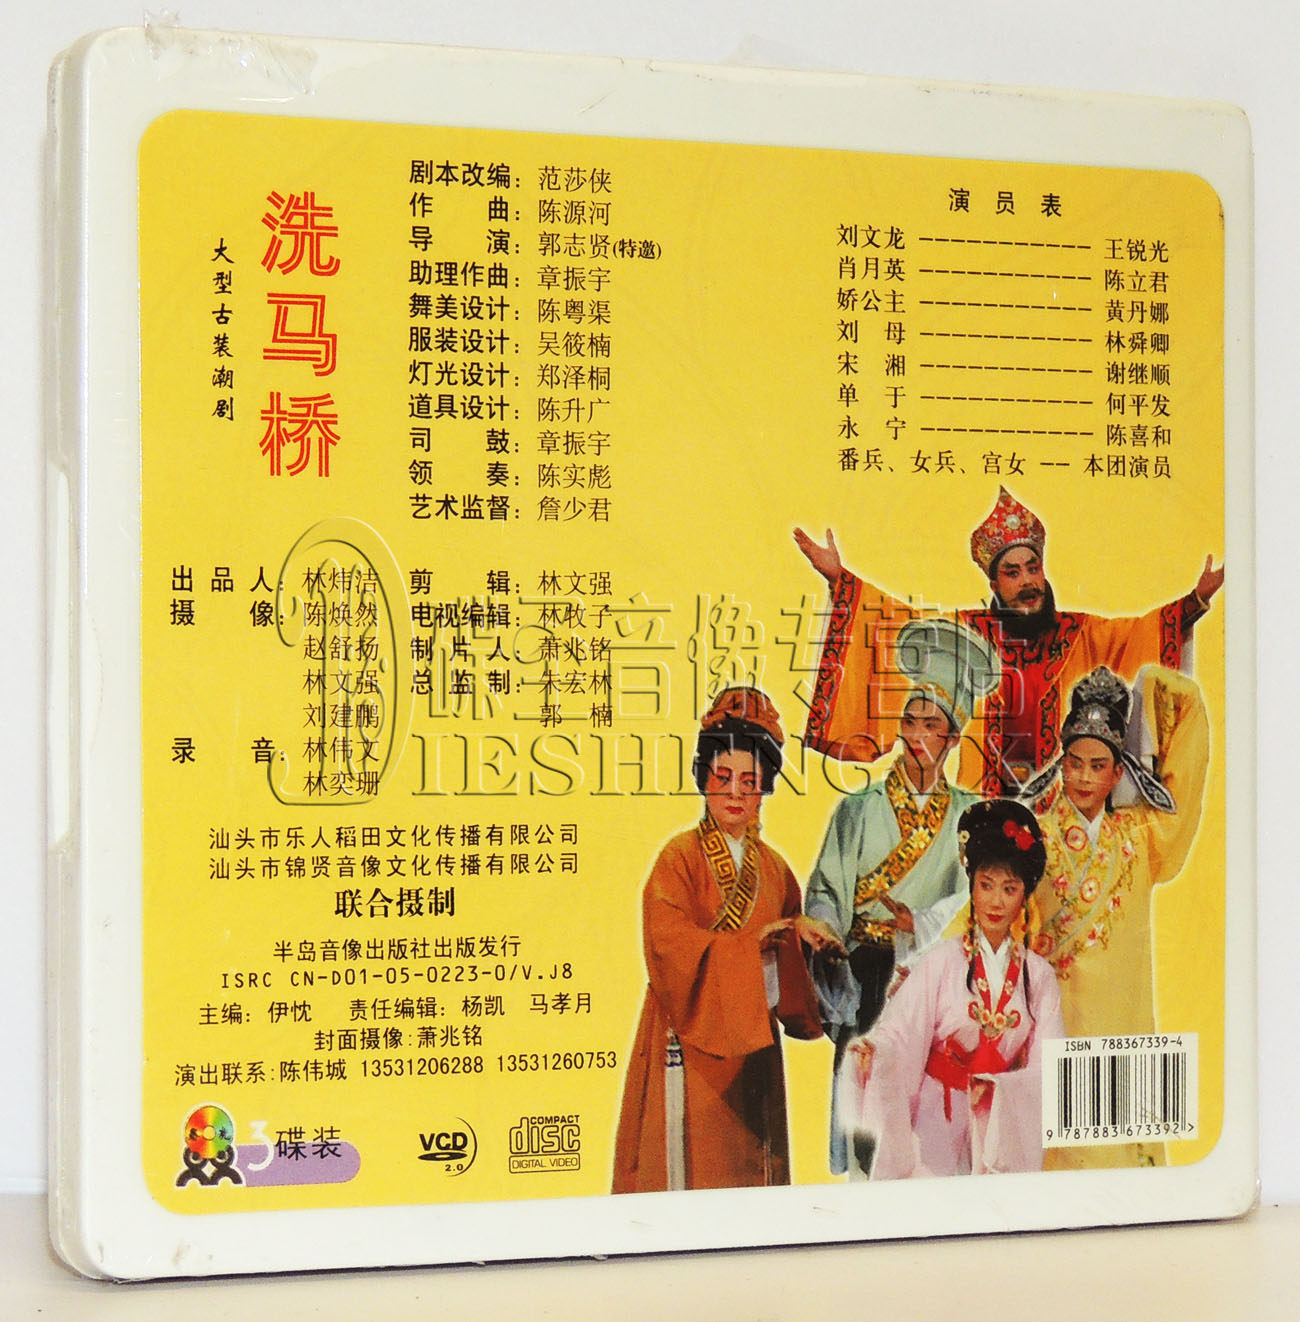 洗马桥
大型古装潮剧
剧本改编：范莎侠
作曲：陈源河
导演：郭志贤(特邀)
助理作曲：章振宇
舞美设计：陈粤渠
服装设计：吴筱楠
灯光设计：郑泽桐
道具设计：陈升广
司鼓：章振宇
领奏：陈实彪
艺术监督：詹少君
演员表
刘文龙-----------王锐光
肖月英-----------陈立君
娇公主-----------黄丹娜
刘母-----------林舜卿
宋湘-----------谢继顺
单于-----------何平发
永宁-----------陈喜和
番兵、女兵、宫女--本团演员
出品人：林炜洁
摄像：陈焕然
赵舒扬
林文强
刘建鹏
录音：林伟文
林奕珊
剪辑：林文强
电视编辑：林牧子
制片人：萧兆铭
总监制：朱宏林
郭楠
碟王音像专营店
DIESHENGYX
汕头市乐人稻田文化传播有限公司
汕头市锦贤音像文化传播有限公司
联合摄制
半岛音像出版社出版发行
ISRC CN-D01-05-0223-0/V.J8
主编：伊忱 责任编辑：杨凯 马孝月
封面摄像：萧兆铭
演出联系：陈伟城 13531206288 13531260753
3碟装
VCD 2.0
COMPACT disc DIGITAL VIDEO
ISBN 788367339-4
9 787883 673392>